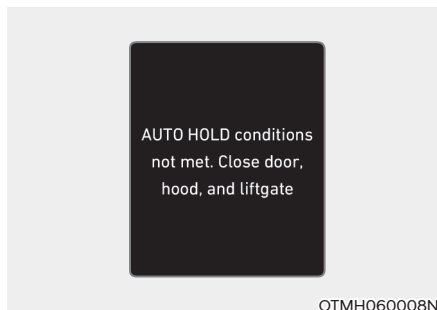 AUTO HOLD conditions
not met. Close door,
hood, and liftgate
OTMH060008N